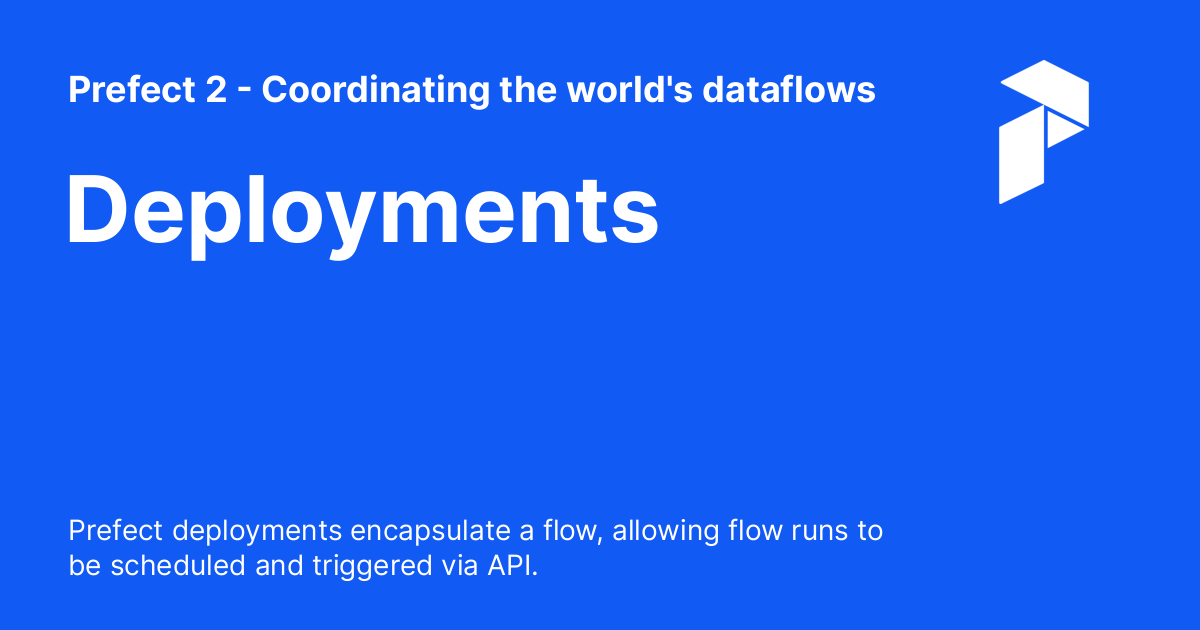 Prefect 2 - Coordinating the world's dataflows
Deployments
Prefect deployments encapsulate a flow, allowing flow runs to
be scheduled and triggered via API.